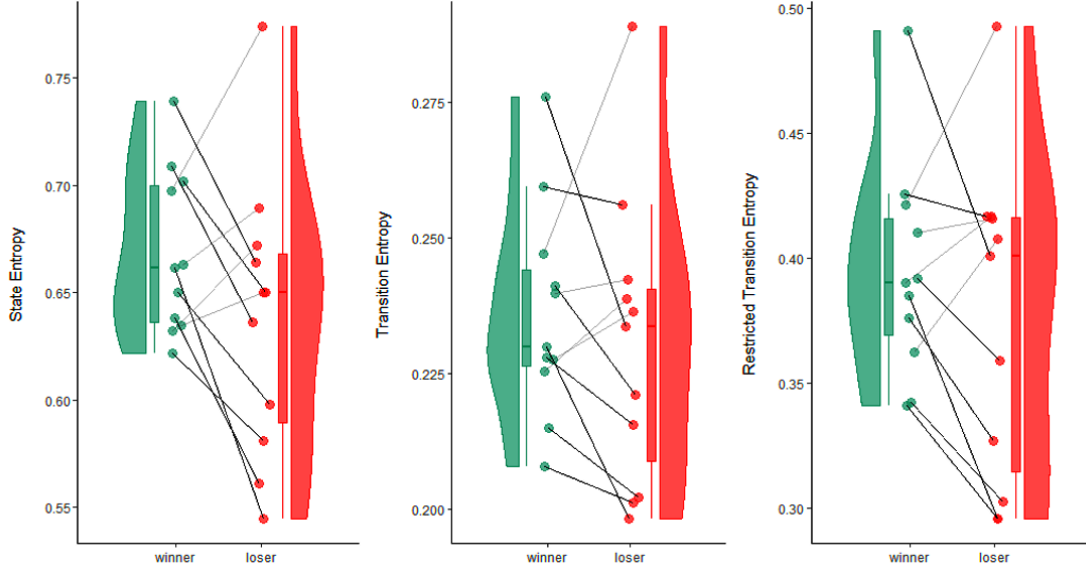 State Entropy
0.75
0.70
0.65
0.60
0.55
winner
loser
Transition Entropy
0.275
0.250
0.225
0.200
winner
loser
Restricted Transition Entropy
0.50
0.45
0.40
0.35
0.30
winner
loser